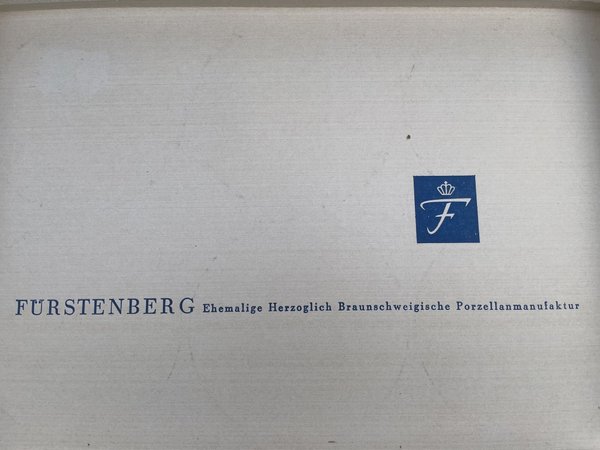 F
FÜRSTENBERG Ehemalige Herzoglich Braunschweigische Porzellanmanufaktur